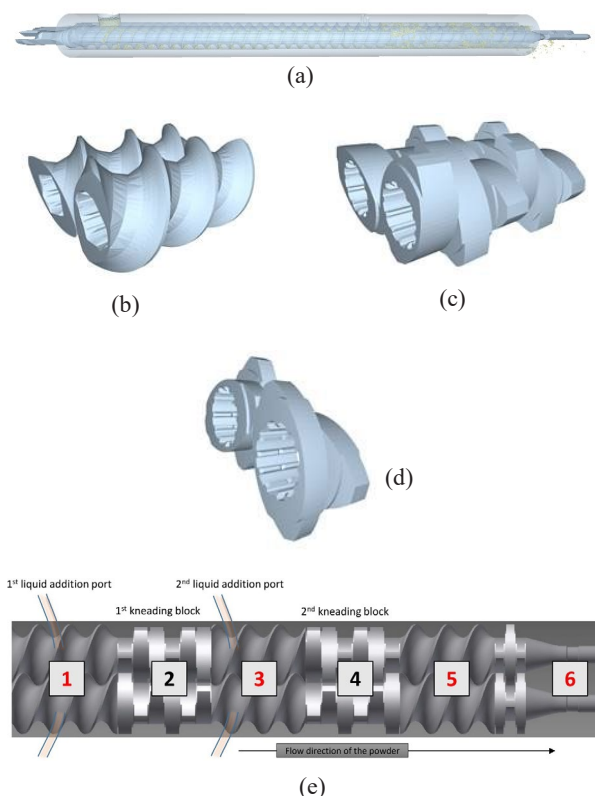 (a)
(b)
(c)
(d)
1st liquid addition port
2nd liquid addition port
1st kneading block
2nd kneading block
1
2
3
4
5
6
Flow direction of the powder
(e)